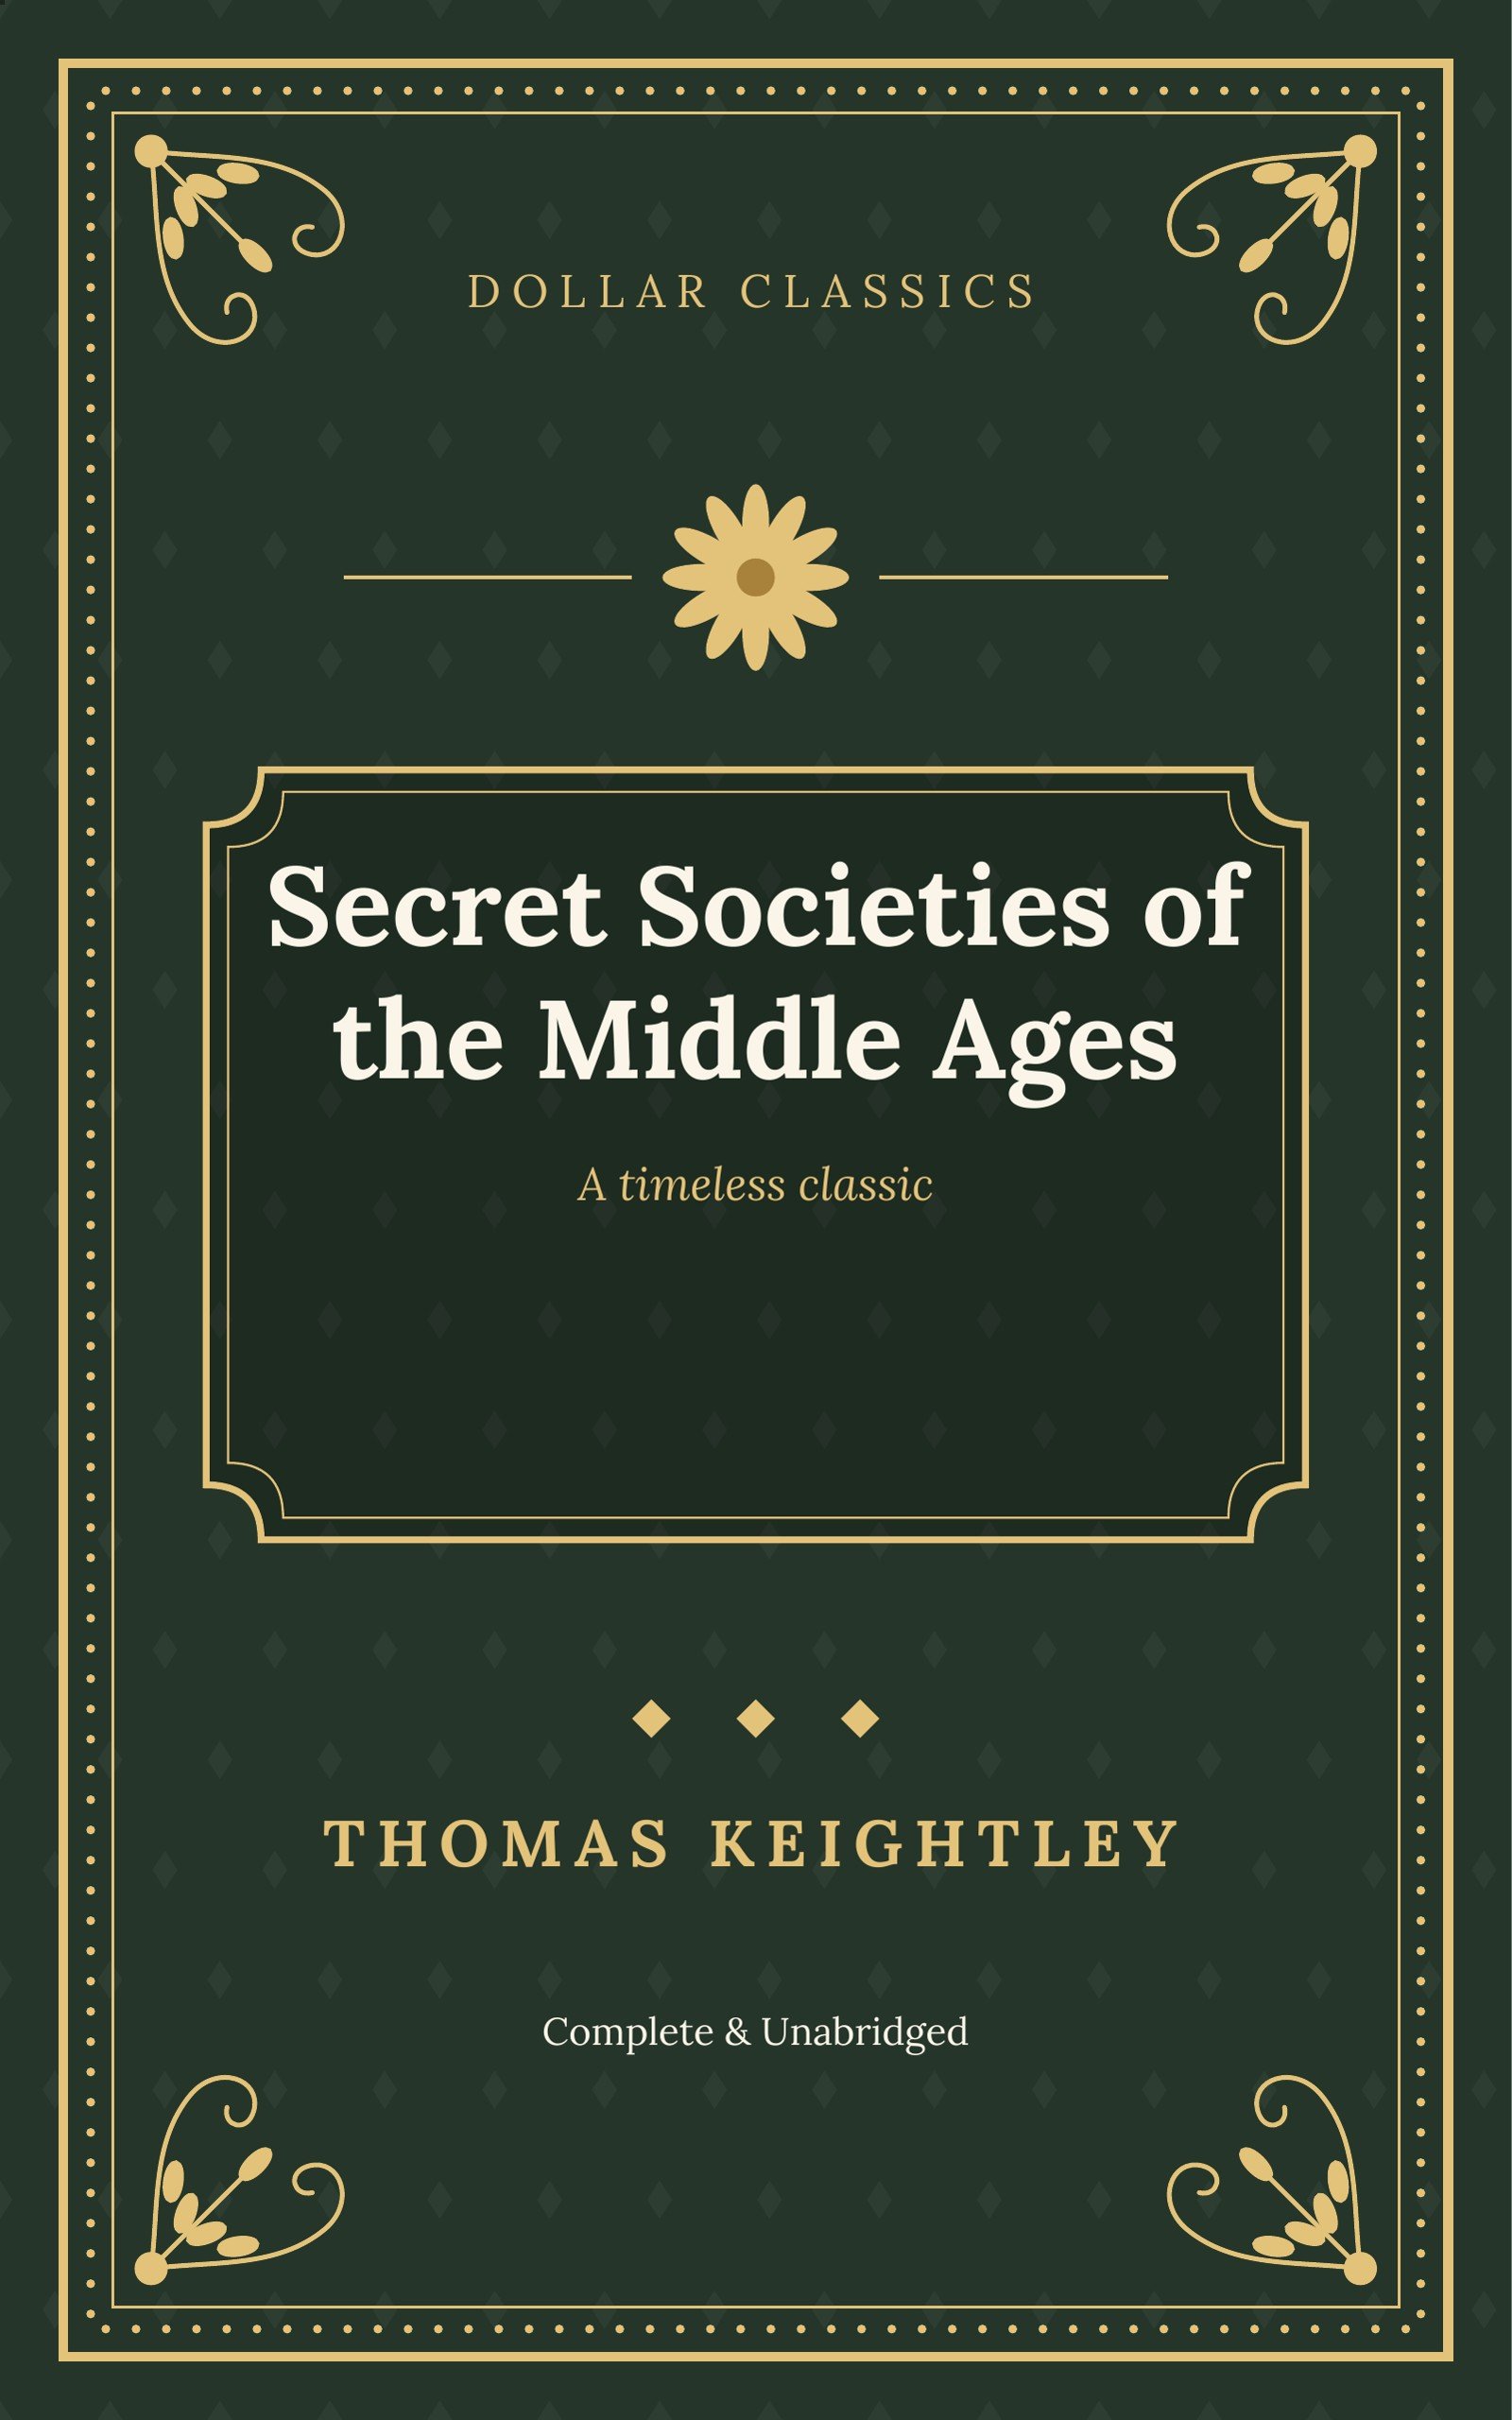 DOLLAR CLASSICS
Secret Societies of
the Middle Ages
A timeless classic
THOMAS KEIGHTLEY
Complete & Unabridged